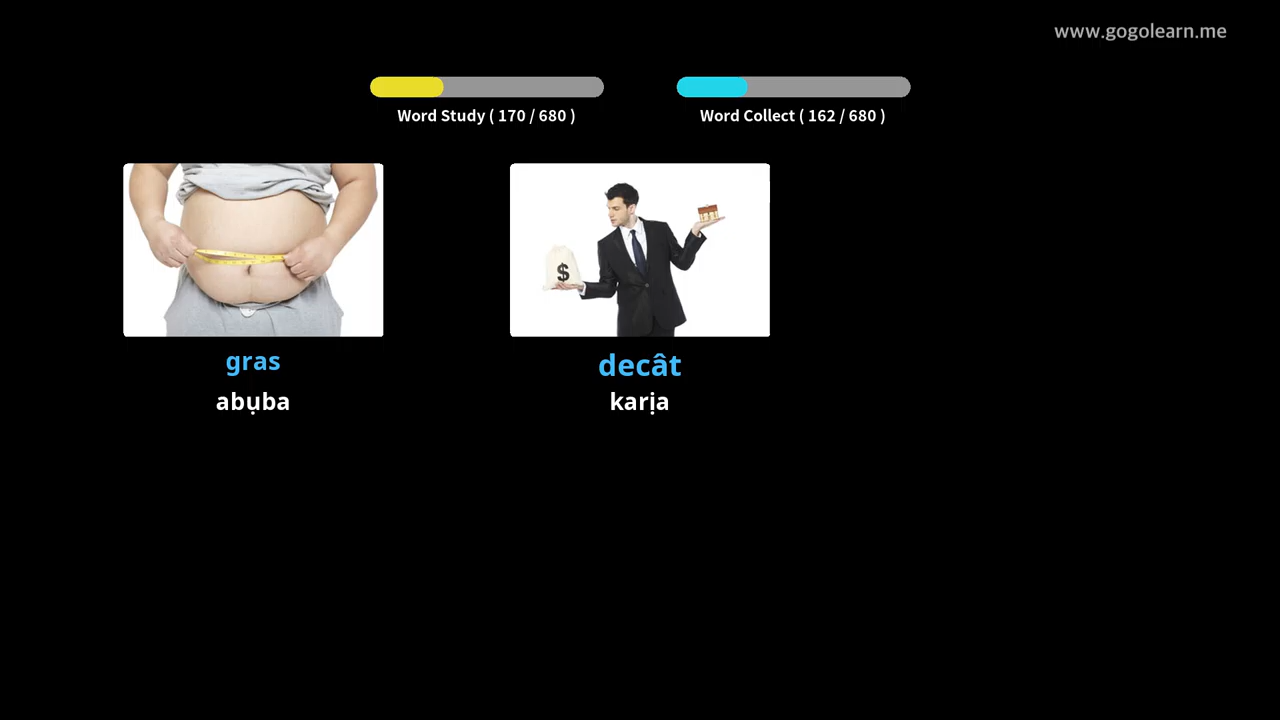 www.gogolearn.me
Word Study ( 170 / 680 )
Word Collect ( 162 / 680 )
$
gras
abụba
decât
karịa